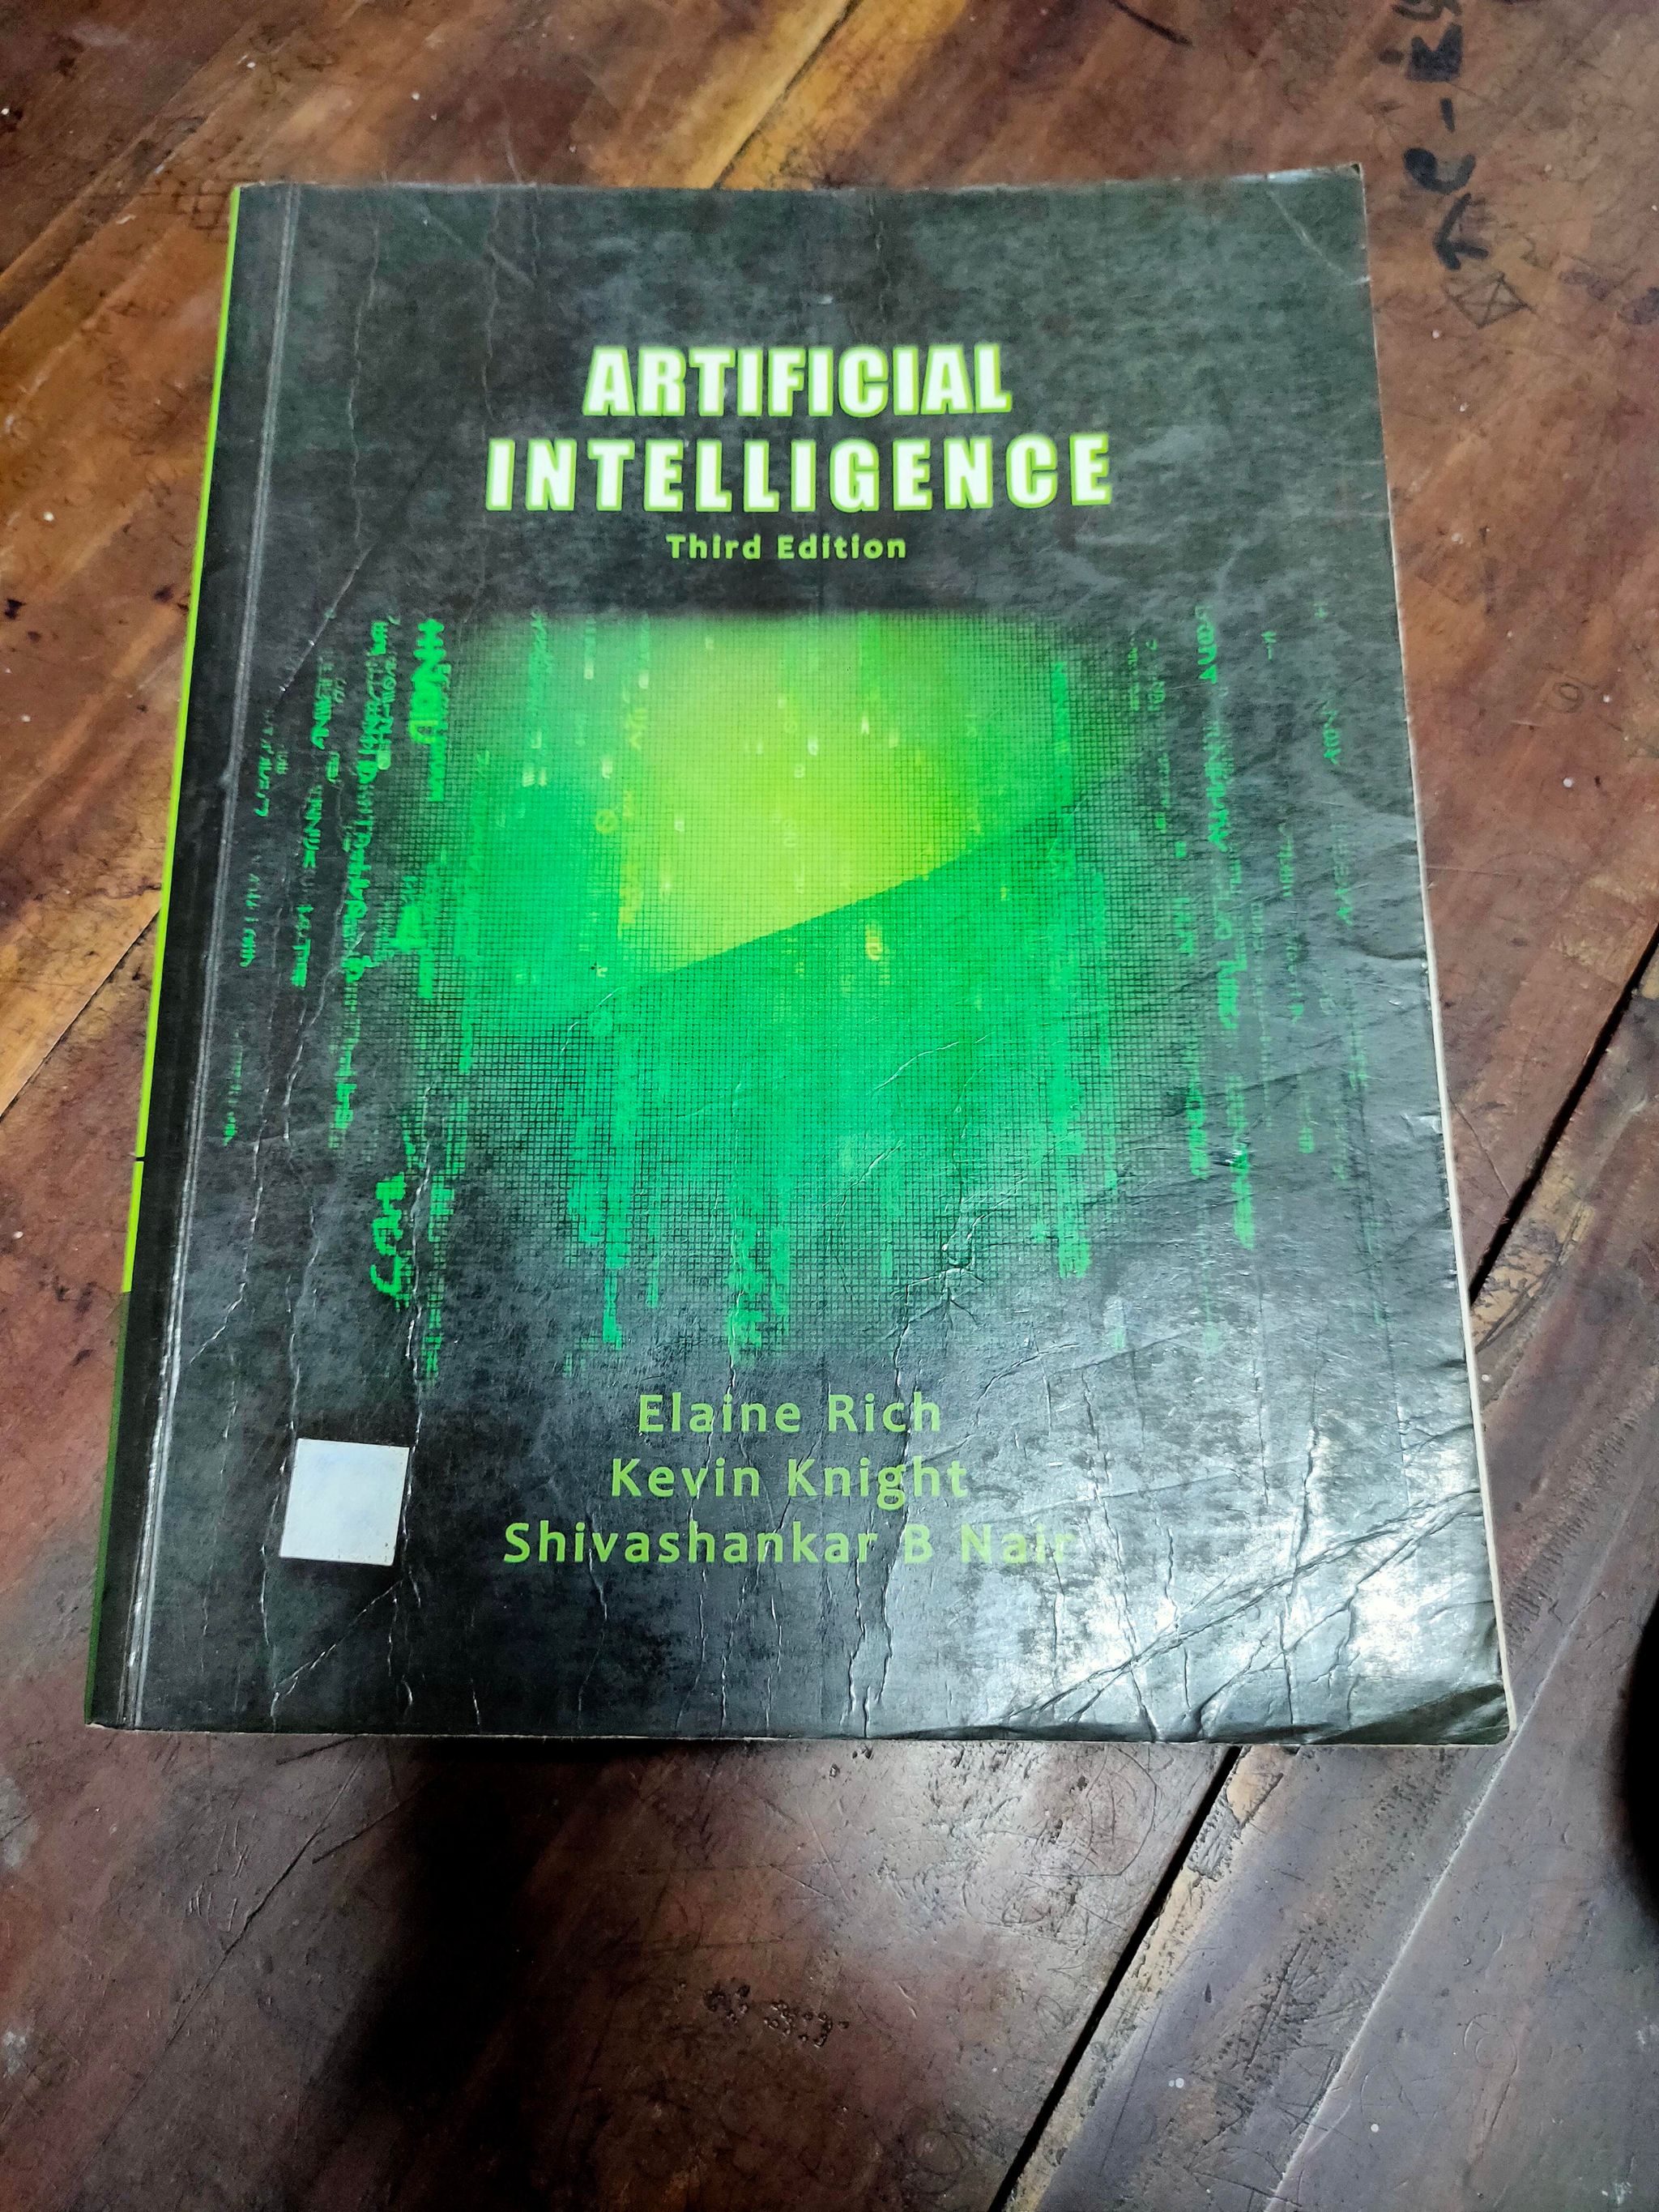 ARTIFICIAL
INTELLIGENCE
Third Edition
Elaine Rich
Kevin Knight
Shivashankar B Nair